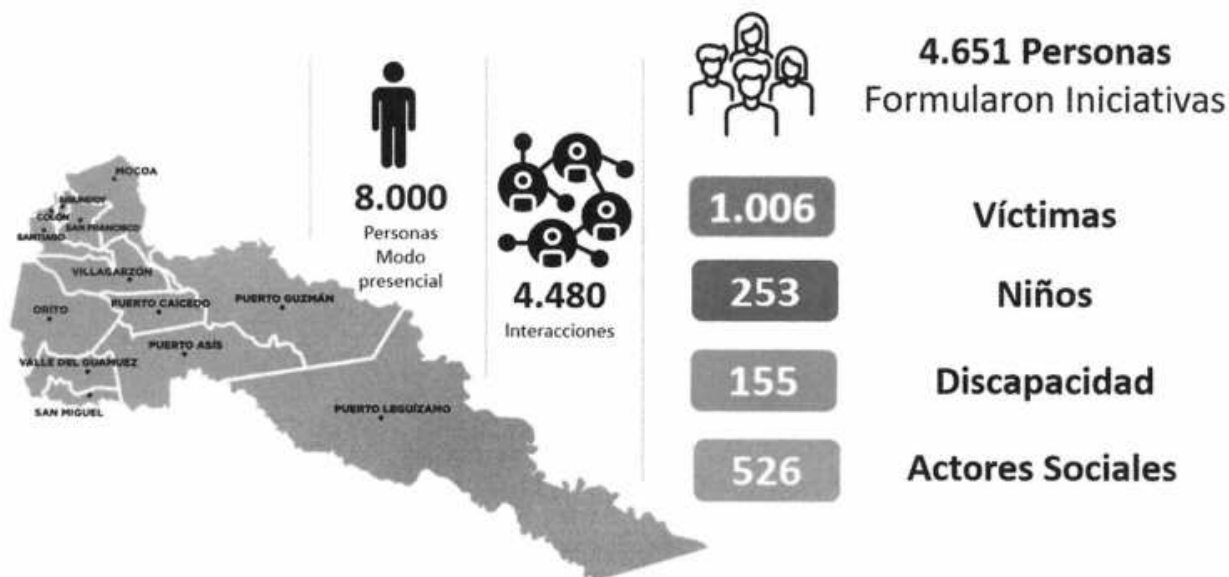 8.000
Personas
Modo
presencial
4.480
Interacciones
4.651 Personas
Formularon Iniciativas
1.006
Víctimas
253
Niños
155
Discapacidad
526
Actores Sociales
MOCOA
SIBUNDOY
COLÓN
SAN FRANCISCO
SANTIAGO
VILLAGARZÓN
ORITO
PUERTO CAICEDO
PUERTO GUZMÁN
PUERTO ASÍS
VALLE DEL GUAMUEZ
SAN MIGUEL
PUERTO LEGUÍZAMO